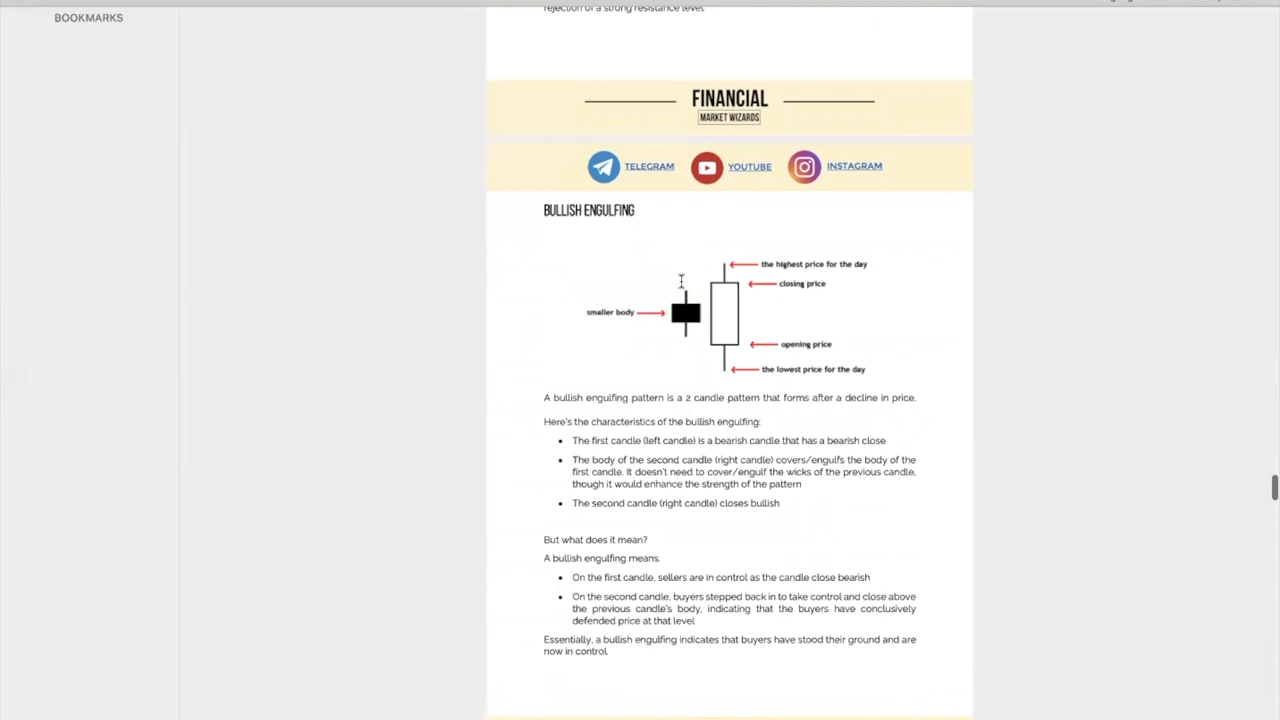 BOOKMARKS
rejection of a strong resistance level.
FINANCIAL
MARKET WIZARDS
TELEGRAM YOUTUBE INSTAGRAM
BULLISH ENGULFING
the highest price for the day
closing price
smaller body
opening price
the lowest price for the day
A bullish engulfing pattern is a 2 candle pattern that forms after a decline in price.
Here's the characteristics of the bullish engulfing:
• The first candle (left candle) is a bearish candle that has a bearish close
• The body of the second candle (right candle) covers/engulfs the body of the
first candle. It doesn't need to cover/engulf the wicks of the previous candle,
though it would enhance the strength of the pattern
• The second candle (right candle) closes bullish
But what does it mean?
A bullish engulfing means:
• On the first candle, sellers are in control as the candle close bearish
• On the second candle, buyers stepped back in to take control and close above
the previous candle's body, indicating that the buyers have conclusively
defended price at that level
Essentially, a bullish engulfing indicates that buyers have stood their ground and are
now in control.